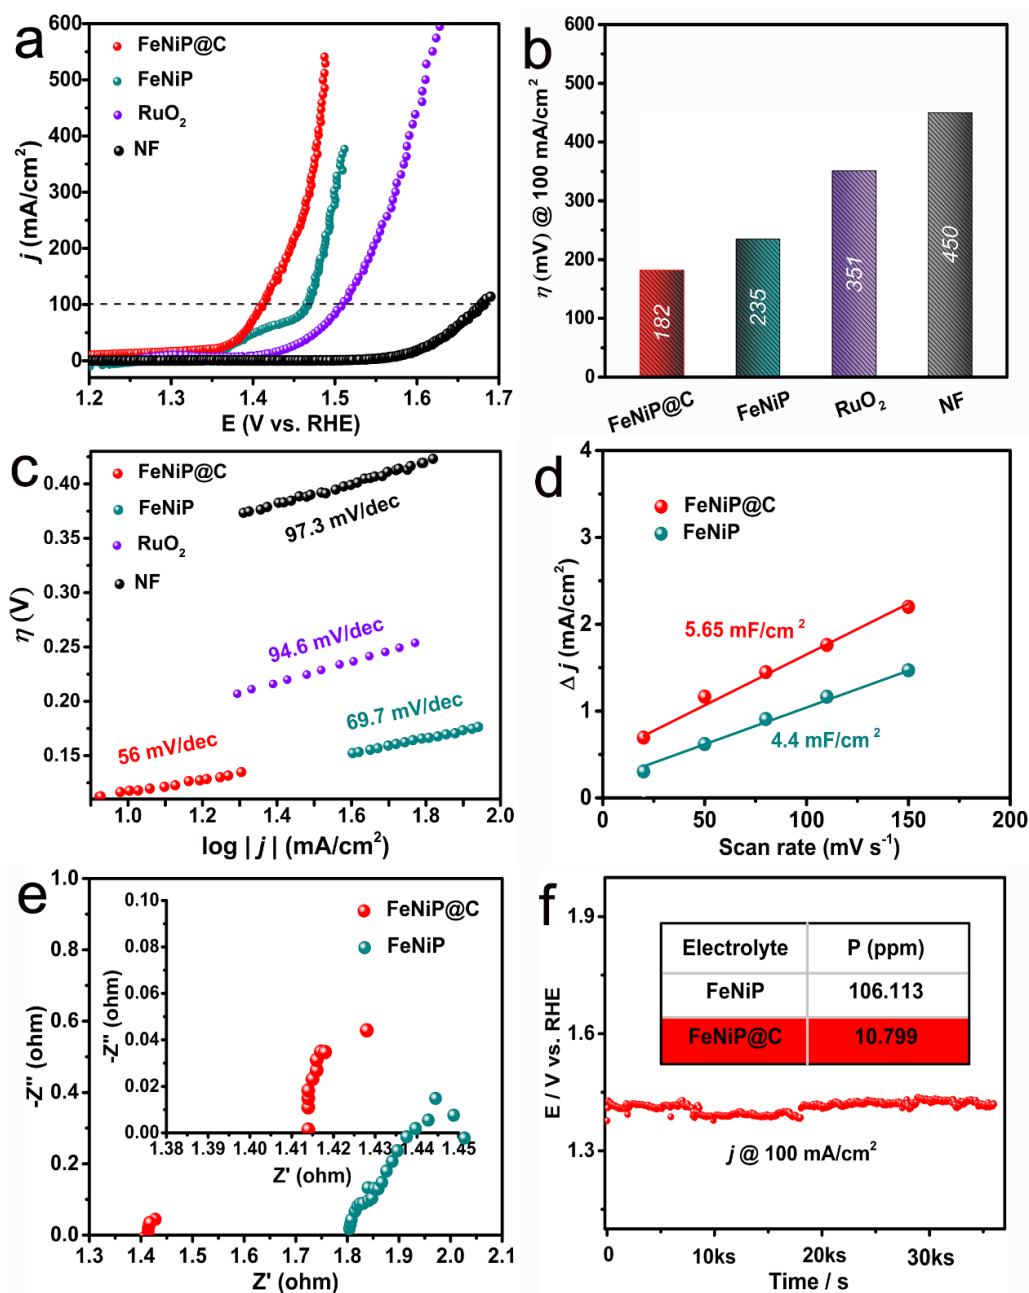 a
FeNiP@C
FeNiP
RuO₂
NF
600
500
400
300
200
100
0
j (mA/cm²)
1.2 1.3 1.4 1.5 1.6 1.7
E (V vs. RHE)
b
600
500
400
300
200
100
0
η (mV) @ 100 mA/cm²
182
235
351
450
FeNiP@C FeNiP RuO₂ NF
c
FeNiP@C
FeNiP
RuO₂
NF
0.40
0.35
0.30
0.25
0.20
0.15
η (V)
97.3 mV/dec
94.6 mV/dec
69.7 mV/dec
56 mV/dec
1.0 1.2 1.4 1.6 1.8 2.0
log | j | (mA/cm²)
d
FeNiP@C
FeNiP
4
3
2
1
0
Δ j (mA/cm²)
5.65 mF/cm²
4.4 mF/cm²
0 50 100 150 200
Scan rate (mV s⁻¹)
e
FeNiP@C
FeNiP
1.0
0.8
0.6
0.4
0.2
0.0
-Z" (ohm)
1.3 1.4 1.5 1.6 1.7 1.8 1.9 2.0 2.1
Z' (ohm)
0.10
0.08
0.06
0.04
0.02
0.00
-Z" (ohm)
1.38 1.39 1.40 1.41 1.42 1.43 1.44 1.45
Z' (ohm)
f
1.9
1.6
1.3
E / V vs. RHE
Electrolyte P (ppm)
FeNiP 106.113
FeNiP@C 10.799
j @ 100 mA/cm²
0 10ks 20ks 30ks
Time / s